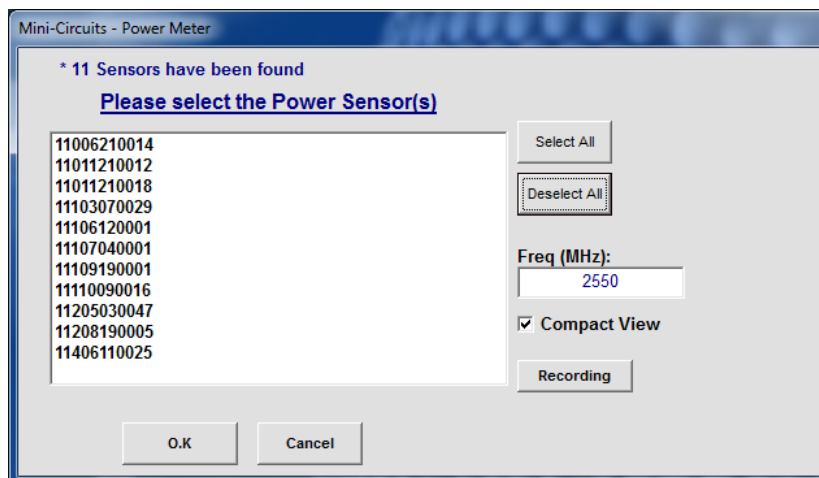 Mini-Circuits - Power Meter
* 11 Sensors have been found
Please select the Power Sensor(s)
11006210014
11011210012
11011210018
11103070029
11106120001
11107040001
11109190001
11110090016
11205030047
11208190005
11406110025
Select All
Deselect All
Freq (MHz):
2550
Compact View
Recording
O.K
Cancel